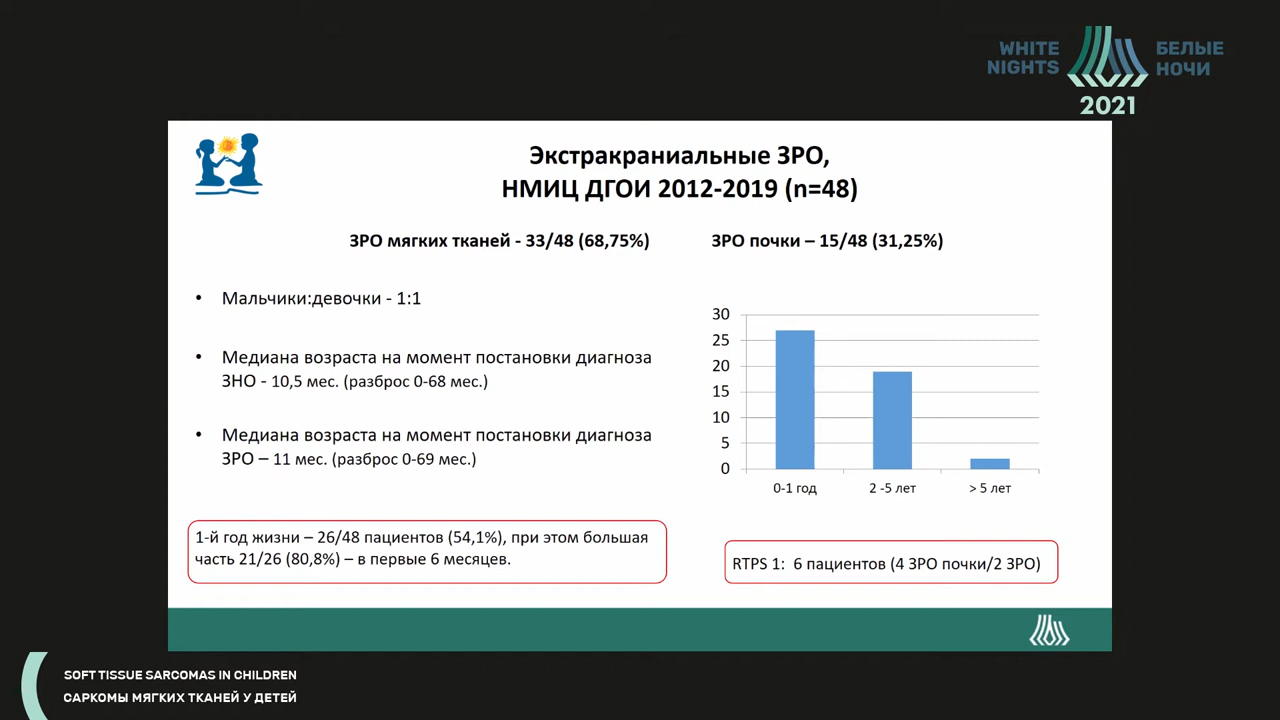 WHITE NIGHTS
БЕЛЫЕ НОЧИ
2021
Экстракраниальные ЗРО,
НМИЦ ДГОИ 2012-2019 (n=48)
ЗРО мягких тканей - 33/48 (68,75%)
ЗРО почки – 15/48 (31,25%)
• Мальчики:девочки - 1:1
• Медиана возраста на момент постановки диагноза
ЗНО - 10,5 мес. (разброс 0-68 мес.)
• Медиана возраста на момент постановки диагноза
ЗРО – 11 мес. (разброс 0-69 мес.)
30
25
20
15
10
5
0
0-1 год
2 -5 лет
> 5 лет
1-й год жизни – 26/48 пациентов (54,1%), при этом большая
часть 21/26 (80,8%) – в первые 6 месяцев.
RTPS 1: 6 пациентов (4 ЗРО почки/2 ЗРО)
SOFT TISSUE SARCOMAS IN CHILDREN
САРКОМЫ МЯГКИХ ТКАНЕЙ У ДЕТЕЙ